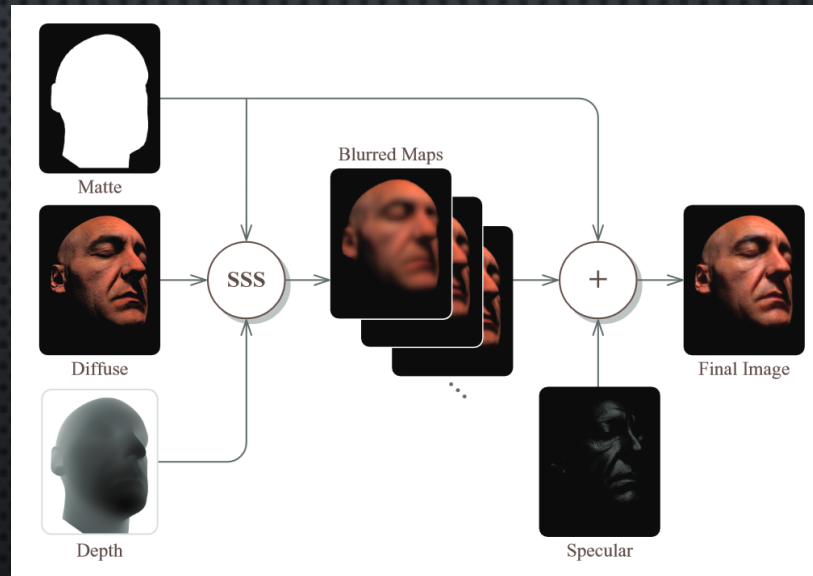 Matte
Blurred Maps
Diffuse
SSS
+
Final Image
Depth
Specular